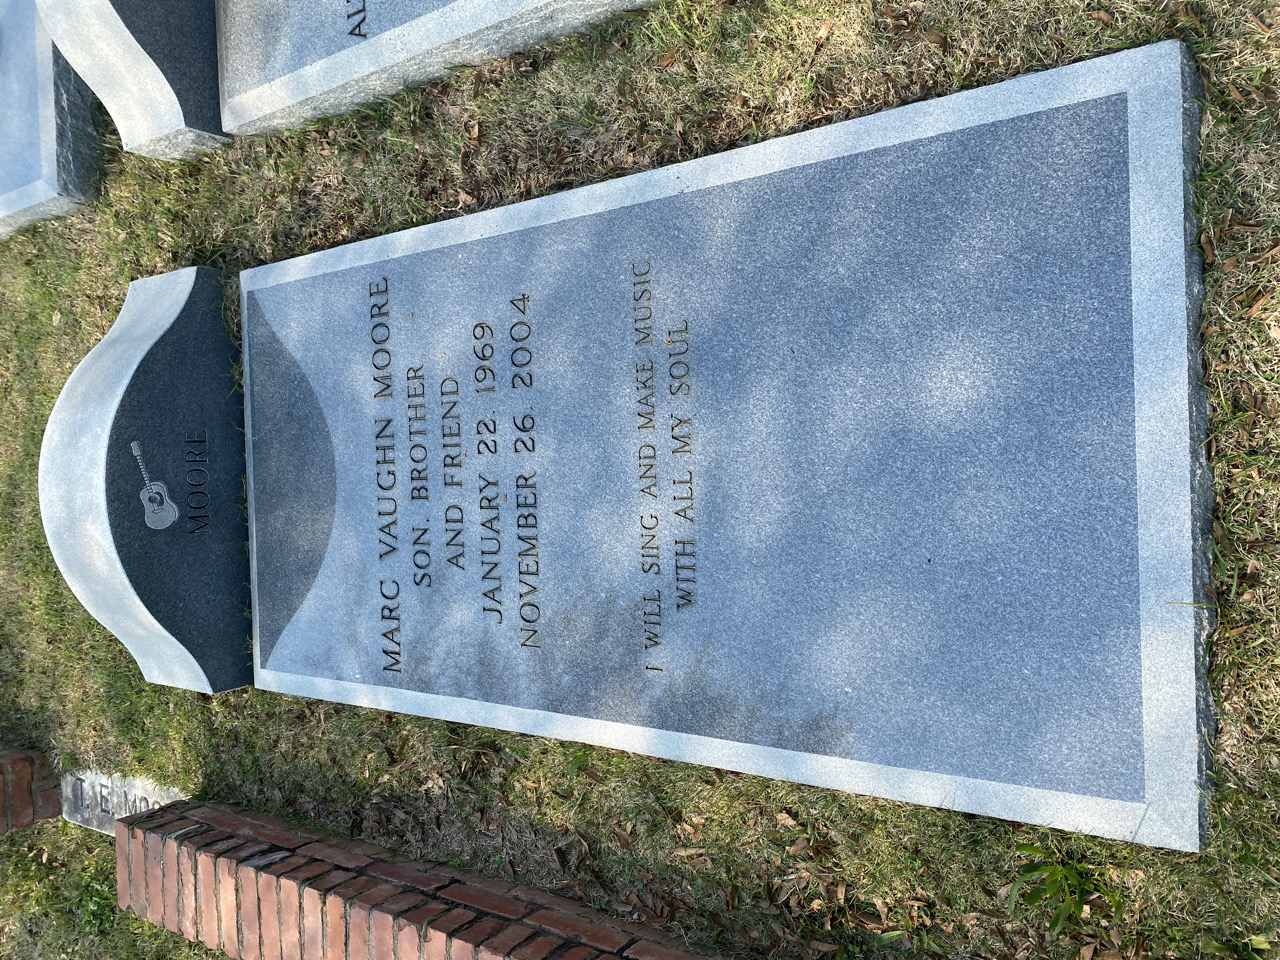 MOORE
MARC VAUGHN MOORE
SON. BROTHER
AND FRIEND
JANUARY 22. 1969
NOVEMBER 26. 2004
I WILL SING AND MAKE MUSIC
WITH ALL MY SOUL